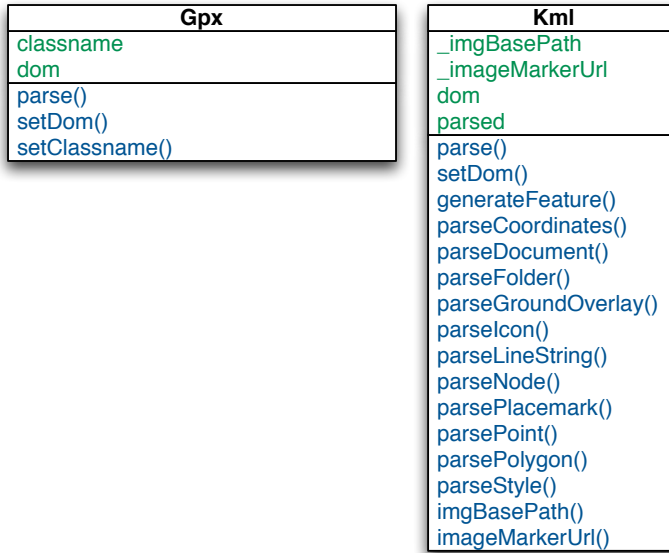 Gpx
classname
dom
parse()
setDom()
setClassname()
Kml
_imgBasePath
_imageMarkerUrl
dom
parsed
parse()
setDom()
generateFeature()
parseCoordinates()
parseDocument()
parseFolder()
parseGroundOverlay()
parseIcon()
parseLineString()
parseNode()
parsePlacemark()
parsePoint()
parsePolygon()
parseStyle()
imgBasePath()
imageMarkerUrl()